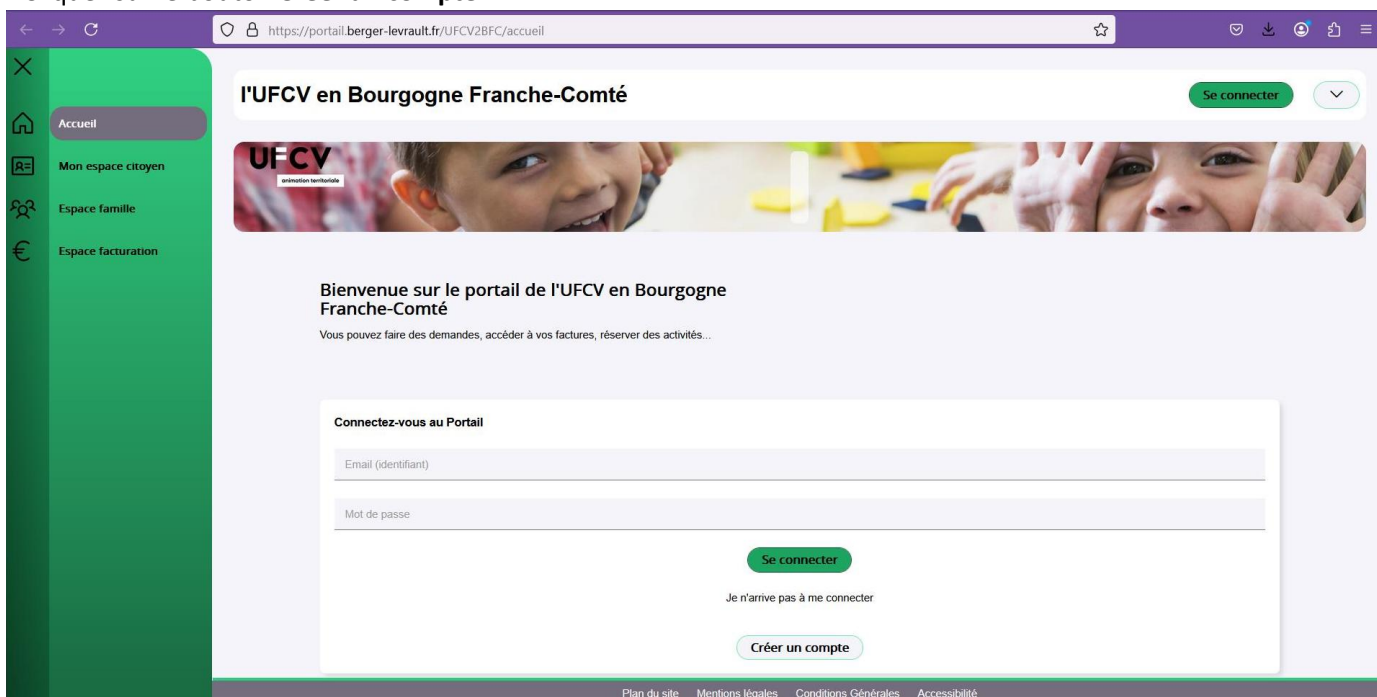 https://portail.berger-levrault.fr/UFCV2BFC/accueil
l'UFCV en Bourgogne Franche-Comté
Se connecter
Accueil
Mon espace citoyen
Espace famille
Espace facturation
UFCV
animation territoriale
Bienvenue sur le portail de l'UFCV en Bourgogne
Franche-Comté
Vous pouvez faire des demandes, accéder à vos factures, réserver des activités...
Connectez-vous au Portail
Email (identifiant)
Mot de passe
Se connecter
Je n'arrive pas à me connecter
Créer un compte
Plan du site Mentions légales Conditions Générales Accessibilité